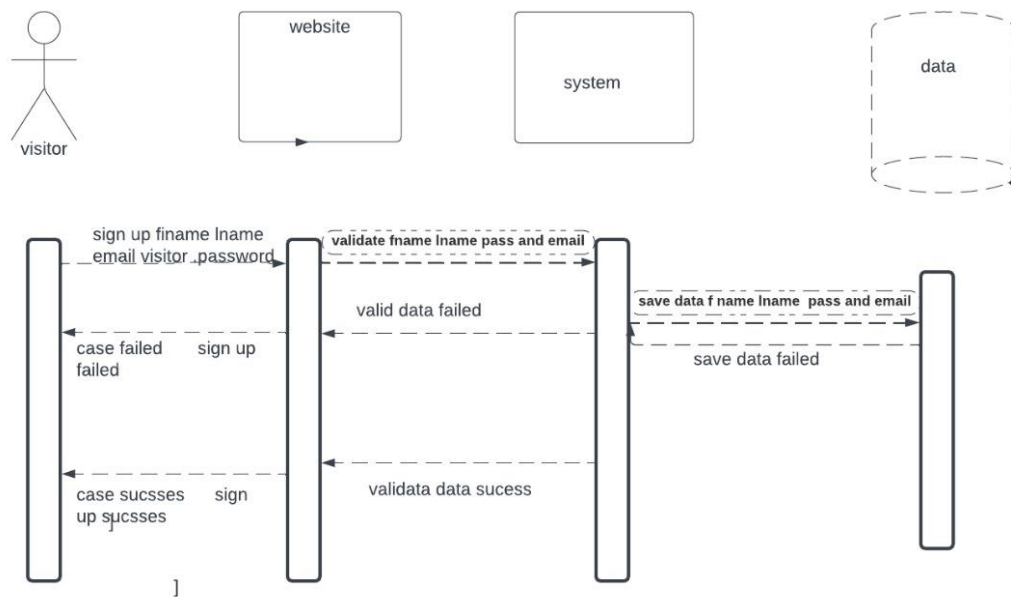 website
system
data
visitor
sign up finame lname
email visitor .password
validate fname lname pass and email
save data f name lname pass and email
valid data failed
case failed sign up
failed
save data failed
validata data sucess
case sucsses sign
up sucsses
]
]